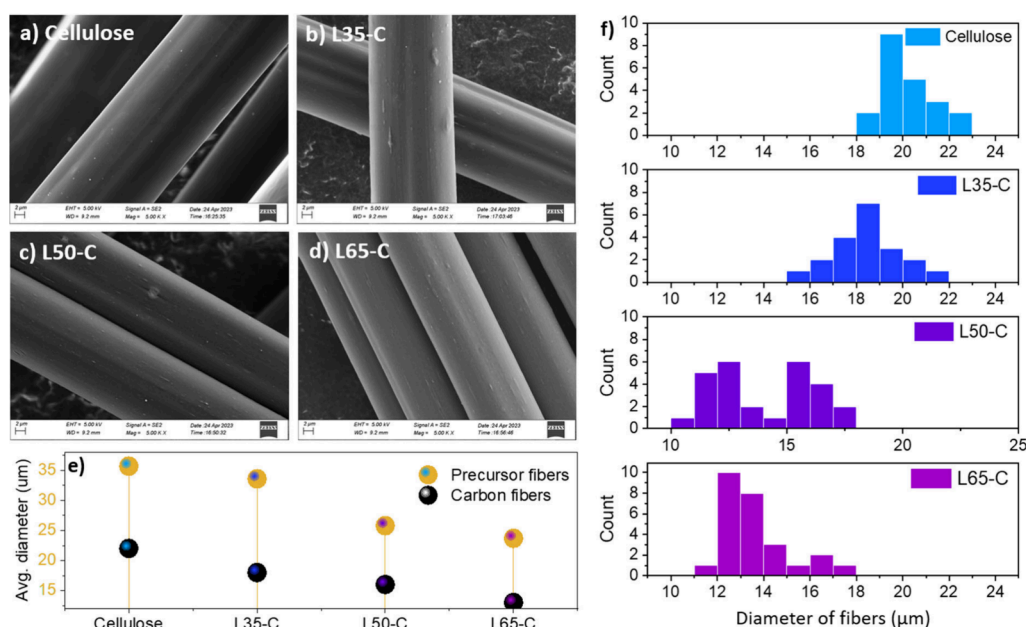 a) Cellulose
2 µm
EHT = 5.00 kV
WD = 9.2 mm
Signal A = SE2
Mag = 5.00 K X
Date :24 Apr 2023
Time :16:25:35
ZEISS
b) L35-C
2 µm
EHT = 5.00 kV
WD = 9.2 mm
Signal A = SE2
Mag = 5.00 K X
Date :24 Apr 2023
Time :17:03:46
ZEISS
c) L50-C
2 µm
EHT = 5.00 kV
WD = 9.2 mm
Signal A = SE2
Mag = 5.00 K X
Date :24 Apr 2023
Time :16:50:32
ZEISS
d) L65-C
2 µm
EHT = 5.00 kV
WD = 9.2 mm
Signal A = SE2
Mag = 5.00 K X
Date :24 Apr 2023
Time :16:56:46
ZEISS
e)
Avg. diameter (um)
35
30
25
20
15
Precursor fibers
Carbon fibers
Cellulose L35-C L50-C L65-C
f)
Count
10
8
6
4
2
0
Cellulose
10 12 14 16 18 20 22 24
Count
10
8
6
4
2
0
L35-C
10 12 14 16 18 20 22 24
Count
10
8
6
4
2
0
L50-C
10 15 20 25
Count
10
8
6
4
2
0
L65-C
10 12 14 16 18 20 22 24
Diameter of fibers (µm)